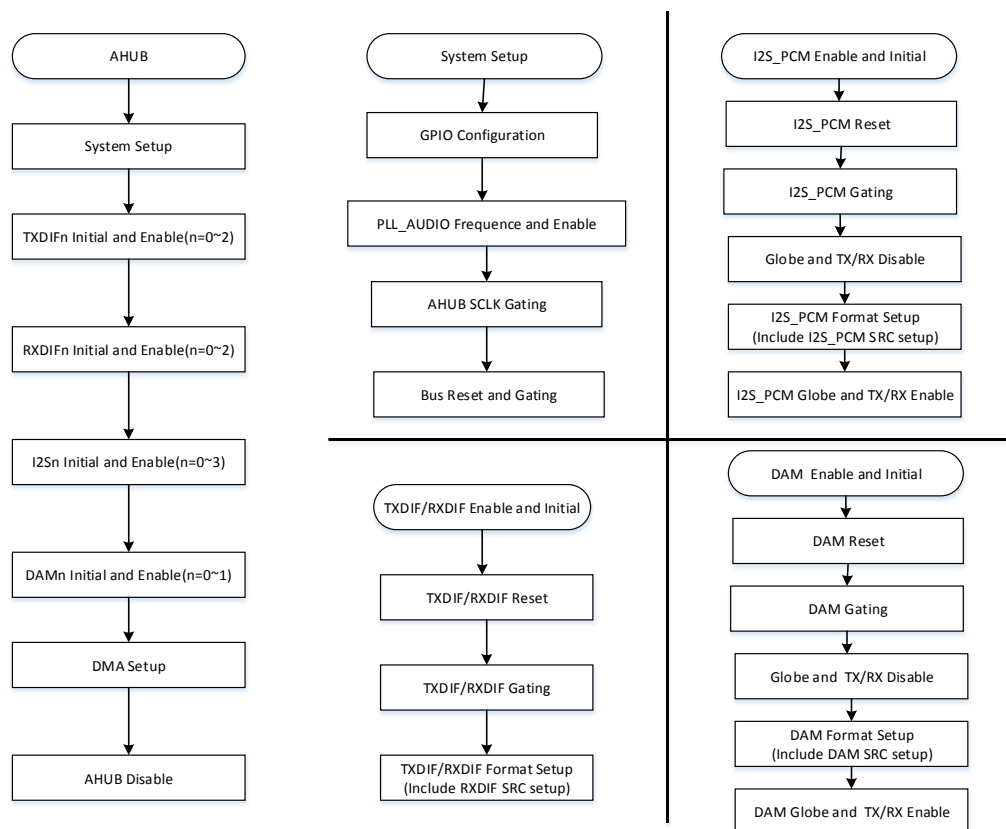 AHUB
System Setup
TXDIFn Initial and Enable(n=0~2)
RXDIFn Initial and Enable(n=0~2)
I2Sn Initial and Enable(n=0~3)
DAMn Initial and Enable(n=0~1)
DMA Setup
AHUB Disable
System Setup
GPIO Configuration
PLL_AUDIO Frequence and Enable
AHUB SCLK Gating
Bus Reset and Gating
I2S_PCM Enable and Initial
I2S_PCM Reset
I2S_PCM Gating
Globe and TX/RX Disable
I2S_PCM Format Setup
(Include I2S_PCM SRC setup)
I2S_PCM Globe and TX/RX Enable
TXDIF/RXDIF Enable and Initial
TXDIF/RXDIF Reset
TXDIF/RXDIF Gating
TXDIF/RXDIF Format Setup
(Include RXDIF SRC setup)
DAM Enable and Initial
DAM Reset
DAM Gating
Globe and TX/RX Disable
DAM Format Setup
(Include DAM SRC setup)
DAM Globe and TX/RX Enable